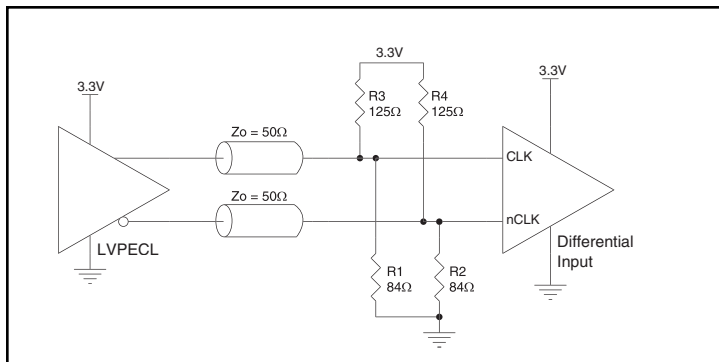 3.3V
3.3V
3.3V
R3
125Ω
R4
125Ω
Zo = 50Ω
CLK
Zo = 50Ω
nCLK
LVPECL
Differential
Input
R1
84Ω
R2
84Ω